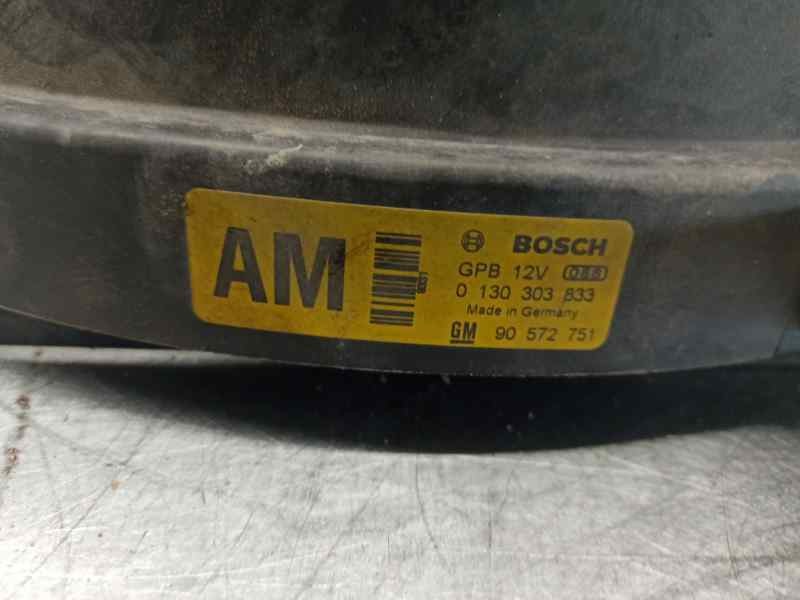 AM
BOSCH
GPB 12V
0 130 303 833
Made in Germany
GM 90 572 751